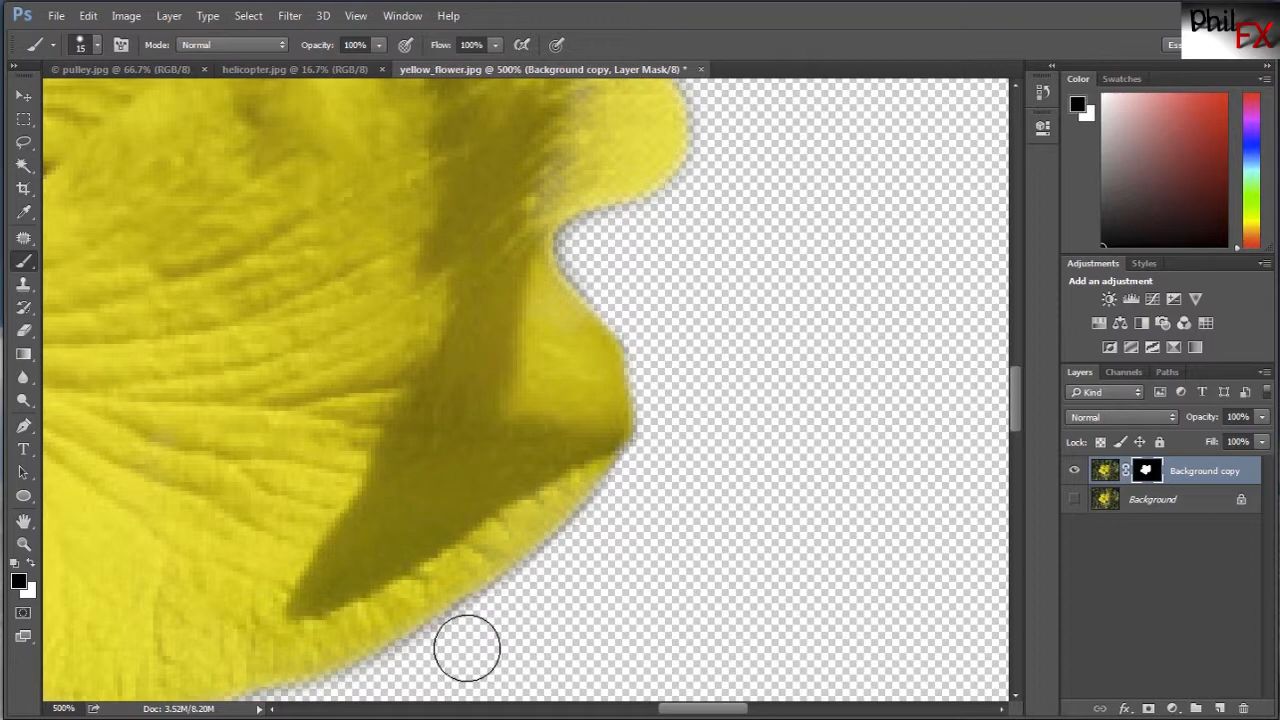 Ps File Edit Image Layer Type Select Filter 3D View Window Help
Phil FX
15 Mode: Normal Opacity: 100% Flow: 100% Ess
© pulley.jpg @ 66.7% (RGB/8) × helicopter.jpg @ 16.7% (RGB/8) × yellow_flower.jpg @ 500% (Background copy, Layer Mask/8) * ×
Color Swatches
Adjustments Styles
Add an adjustment
Layers Channels Paths
Kind
Normal Opacity: 100%
Lock: Fill: 100%
Background copy
Background
500% Doc: 3.52M/8.20M
fx